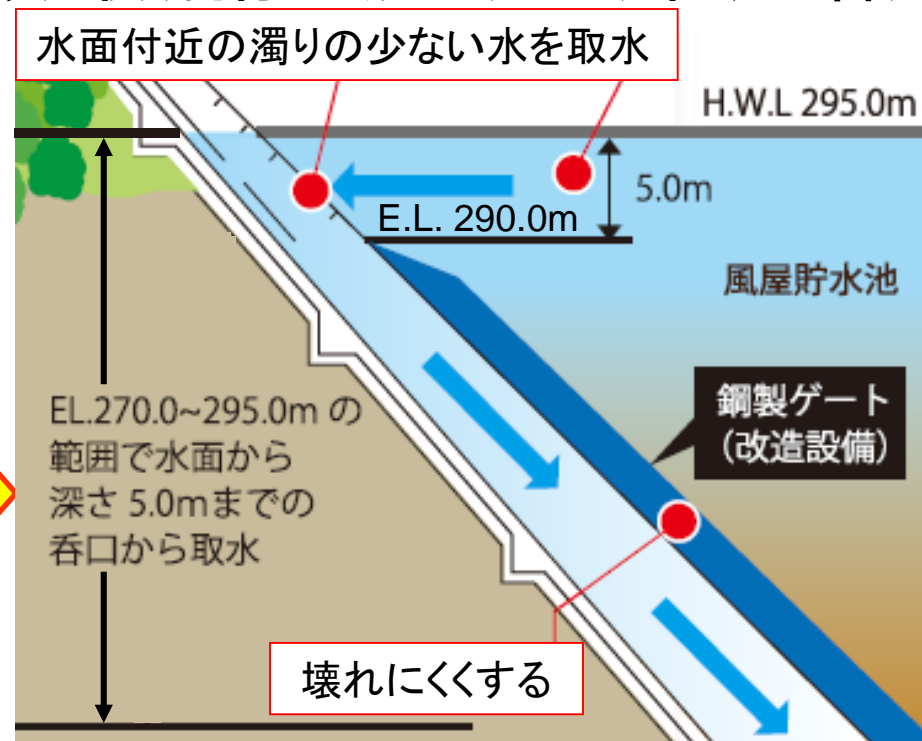 水面付近の濁りの少ない水を取水
H.W.L 295.0m
5.0m
E.L. 290.0m
風屋貯水池
鋼製ゲート
(改造設備)
EL.270.0~295.0m の
範囲で水面から
深さ 5.0mまでの
呑口から取水
壊れにくくする